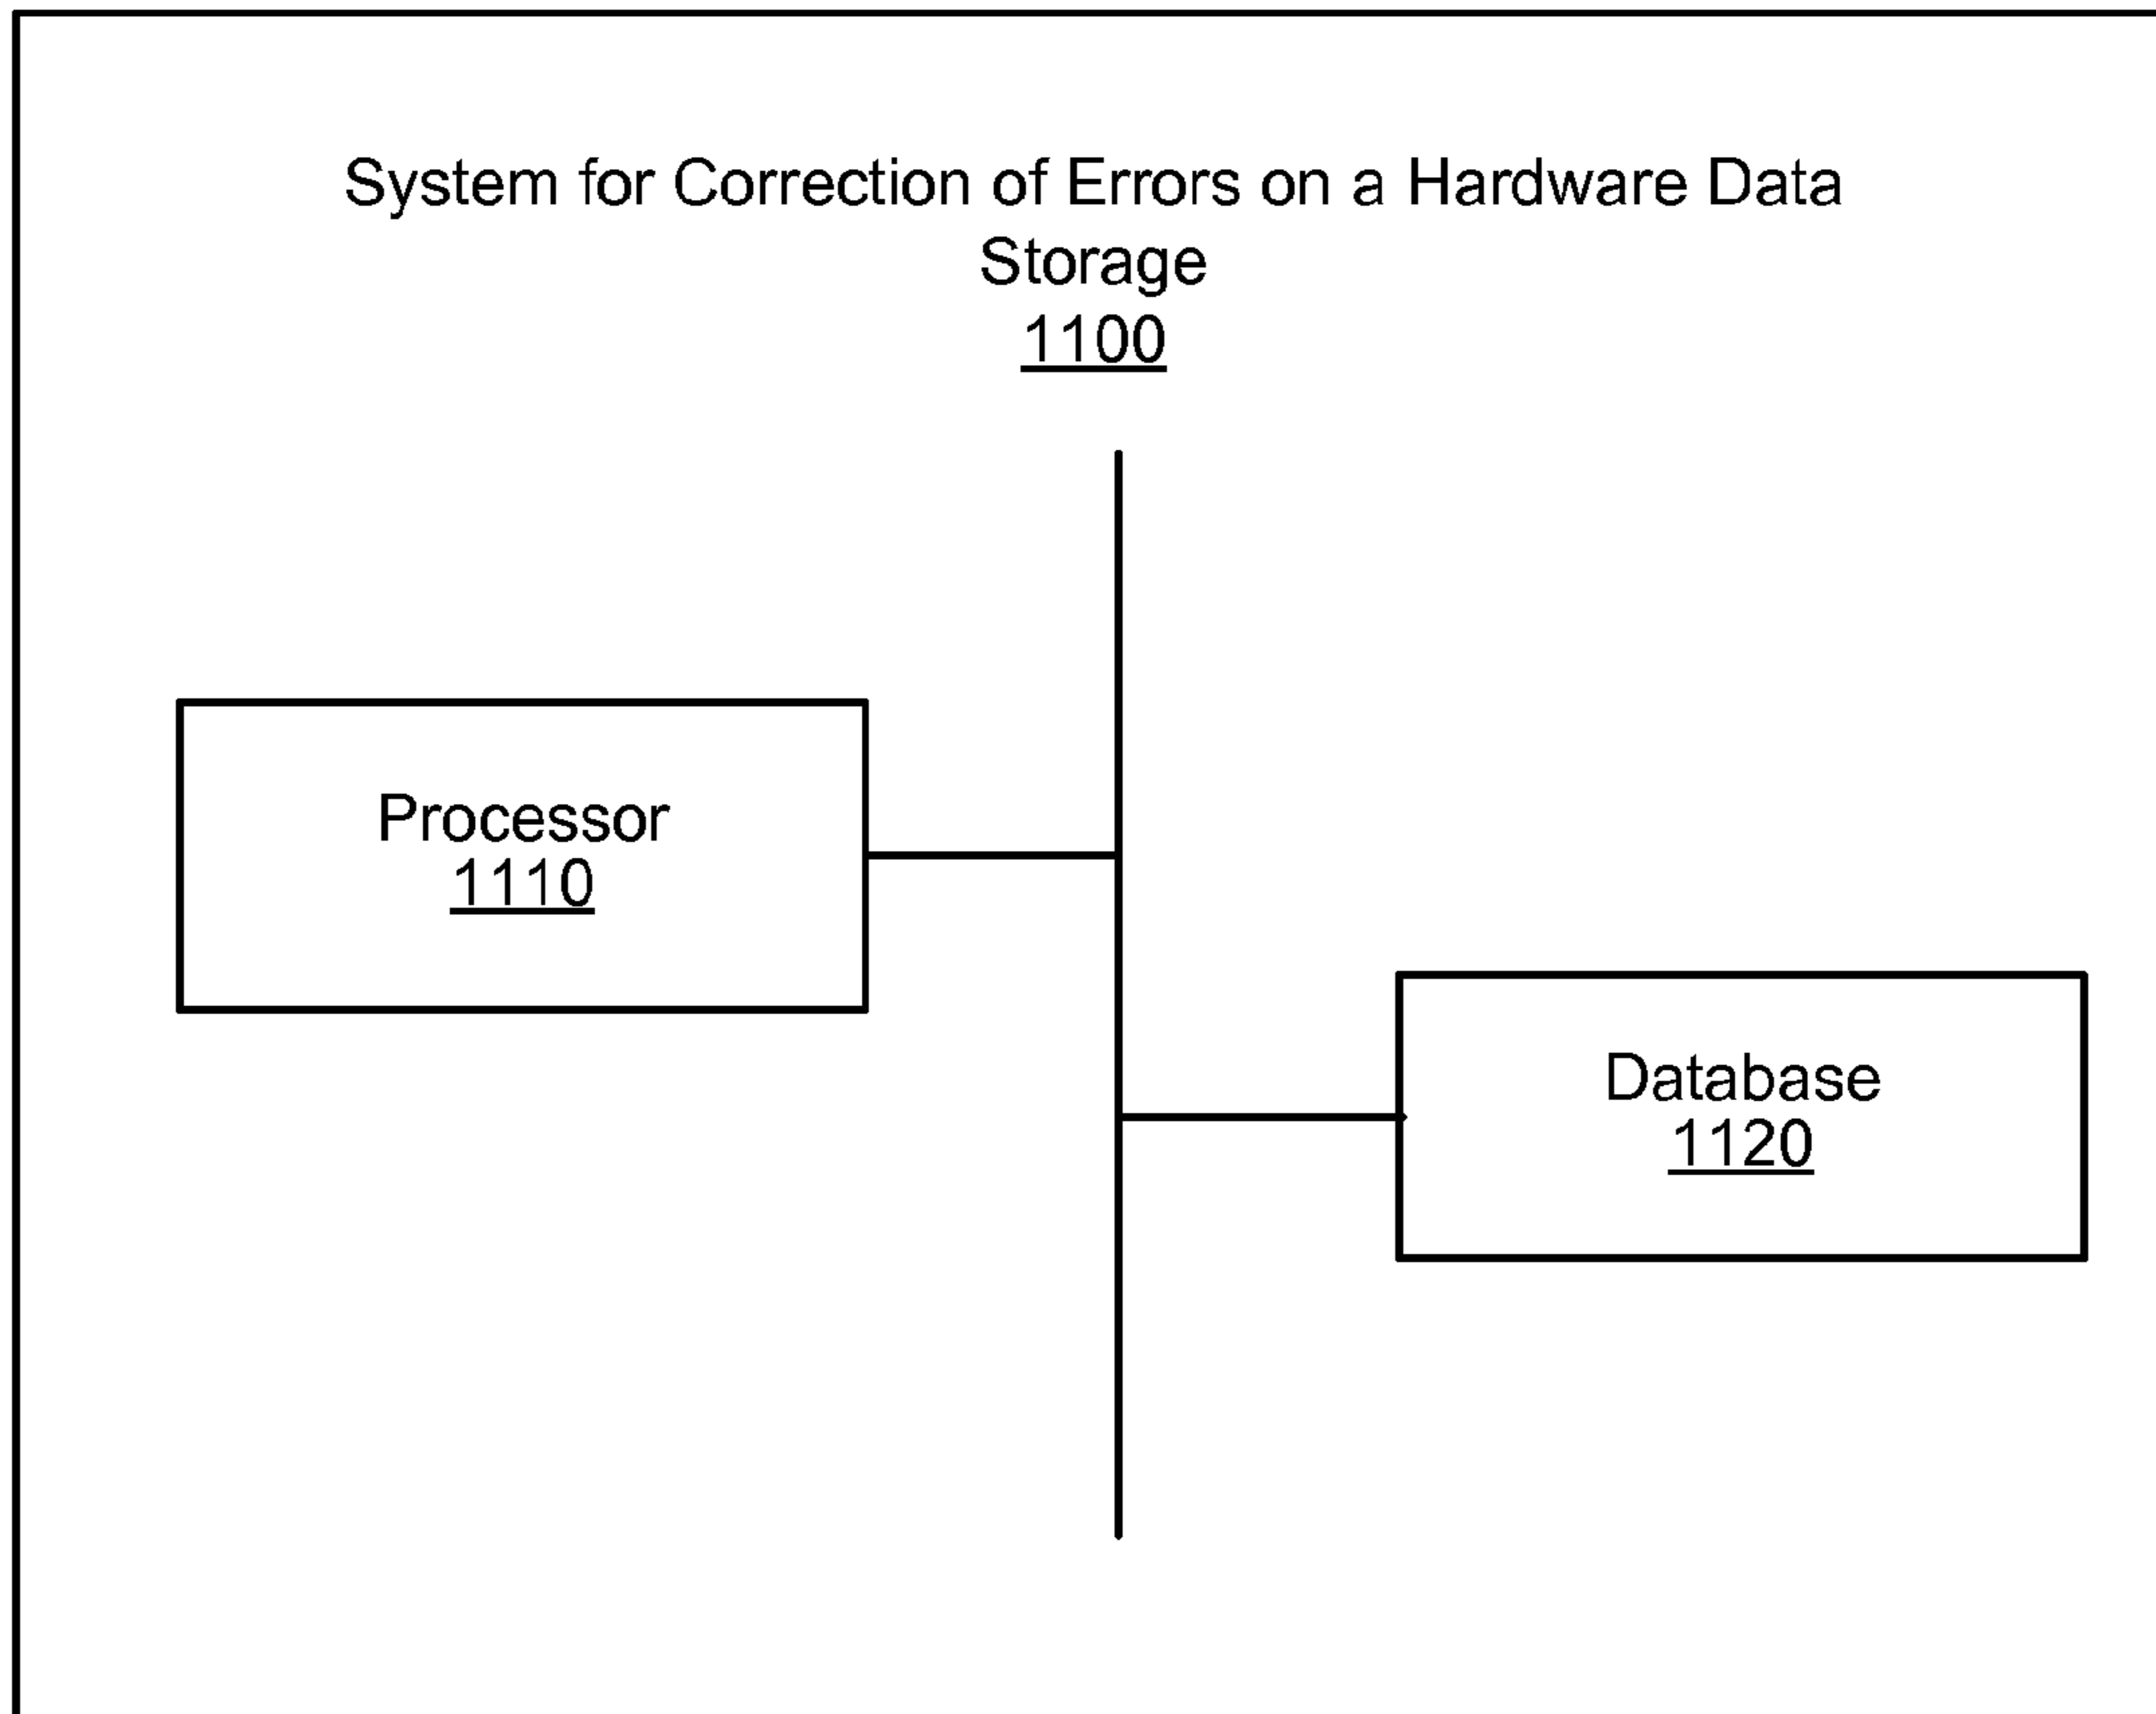 System for Correction of Errors on a Hardware Data
Storage
1100
Processor
1110
Database
1120